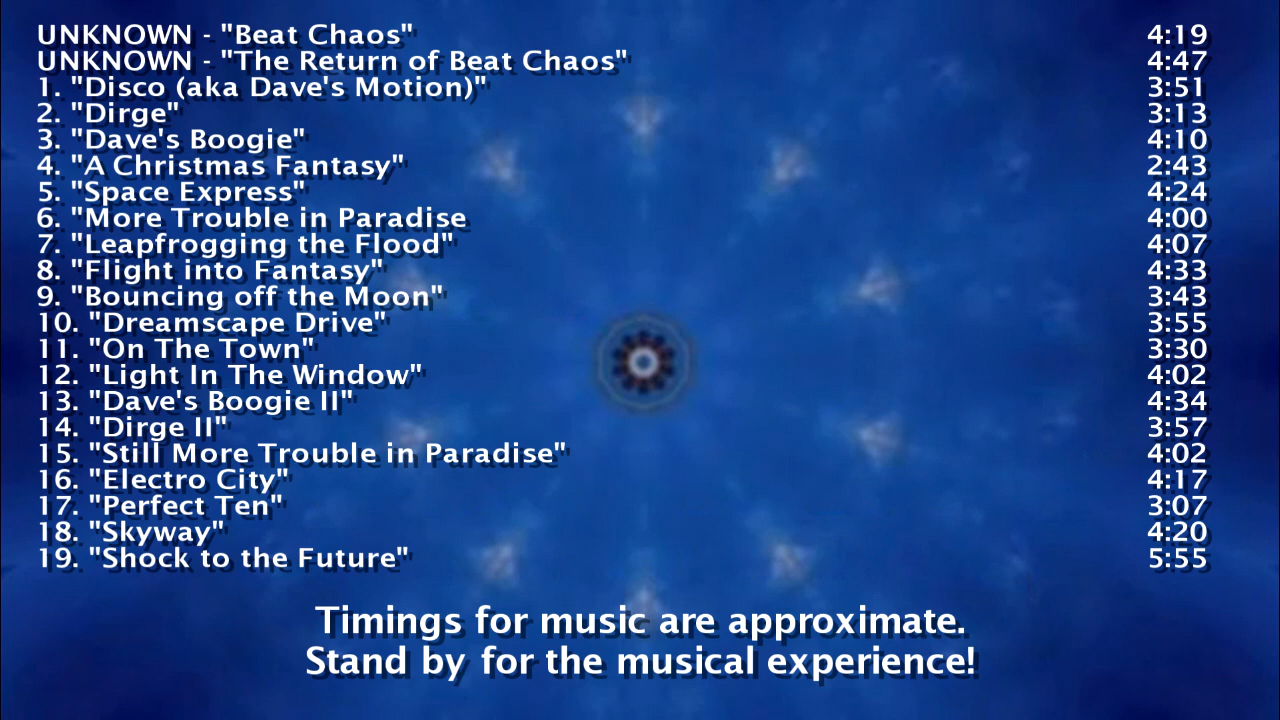 UNKNOWN - "Beat Chaos" 4:19
UNKNOWN - "The Return of Beat Chaos" 4:47
1. "Disco (aka Dave's Motion)" 3:51
2. "Dirge" 3:13
3. "Dave's Boogie" 4:10
4. "A Christmas Fantasy" 2:43
5. "Space Express" 4:24
6. "More Trouble in Paradise 4:00
7. "Leapfrogging the Flood" 4:07
8. "Flight into Fantasy" 4:33
9. "Bouncing off the Moon" 3:43
10. "Dreamscape Drive" 3:55
11. "On The Town" 3:30
12. "Light In The Window" 4:02
13. "Dave's Boogie II" 4:34
14. "Dirge II" 3:57
15. "Still More Trouble in Paradise" 4:02
16. "Electro City" 4:17
17. "Perfect Ten" 3:07
18. "Skyway" 4:20
19. "Shock to the Future" 5:55
Timings for music are approximate.
Stand by for the musical experience!